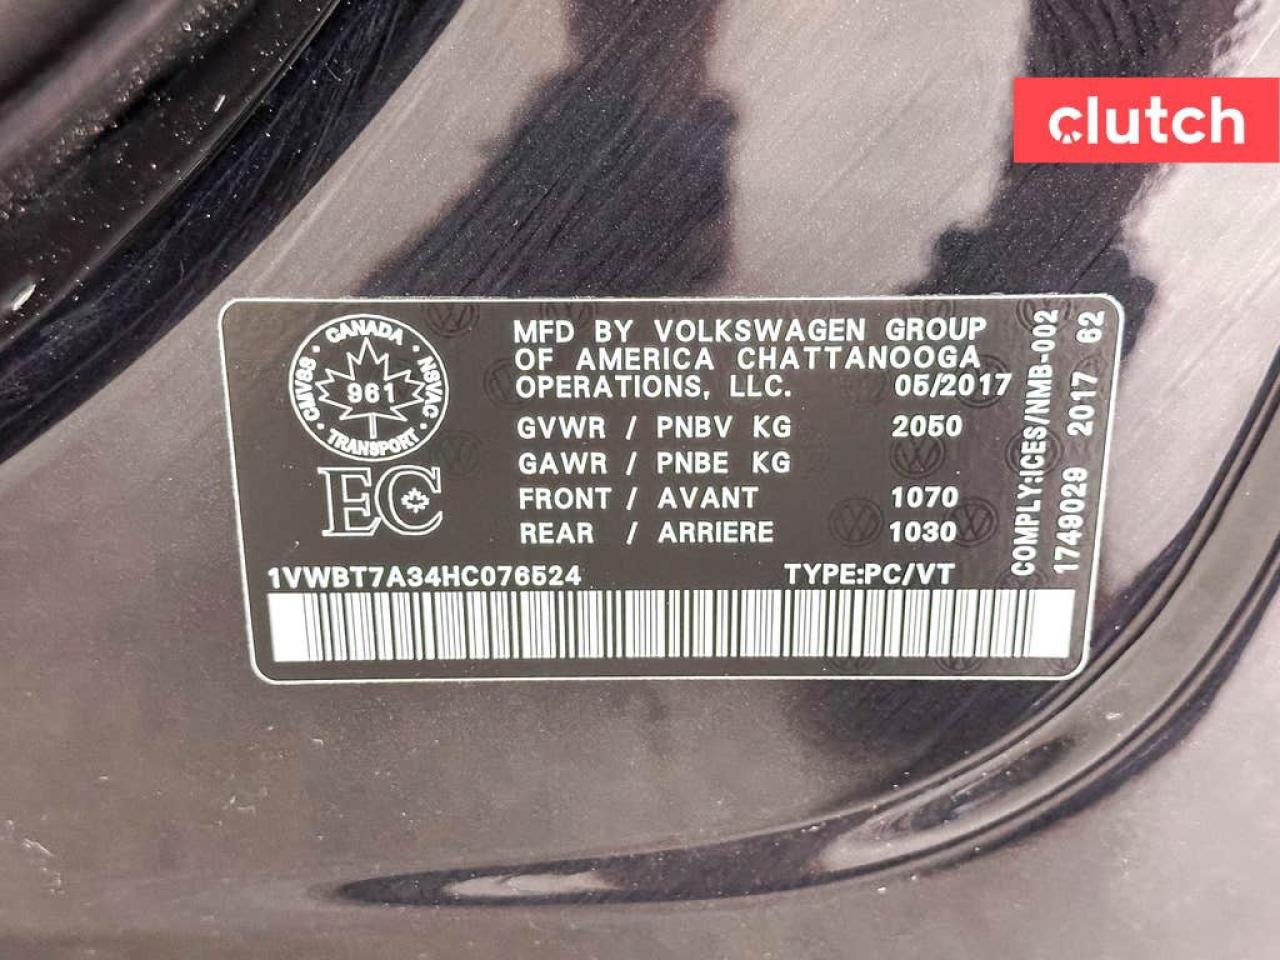 clutch
CANADA
CMVSS · NSVAC
961
TRANSPORT
EC
MFD BY VOLKSWAGEN GROUP
OF AMERICA CHATTANOOGA
OPERATIONS, LLC. 05/2017
GVWR / PNBV KG 2050
GAWR / PNBE KG
FRONT / AVANT 1070
REAR / ARRIERE 1030
1VWBT7A34HC076524 TYPE:PC/VT
COMPLY:ICES/NMB-002
1749029 2017 62